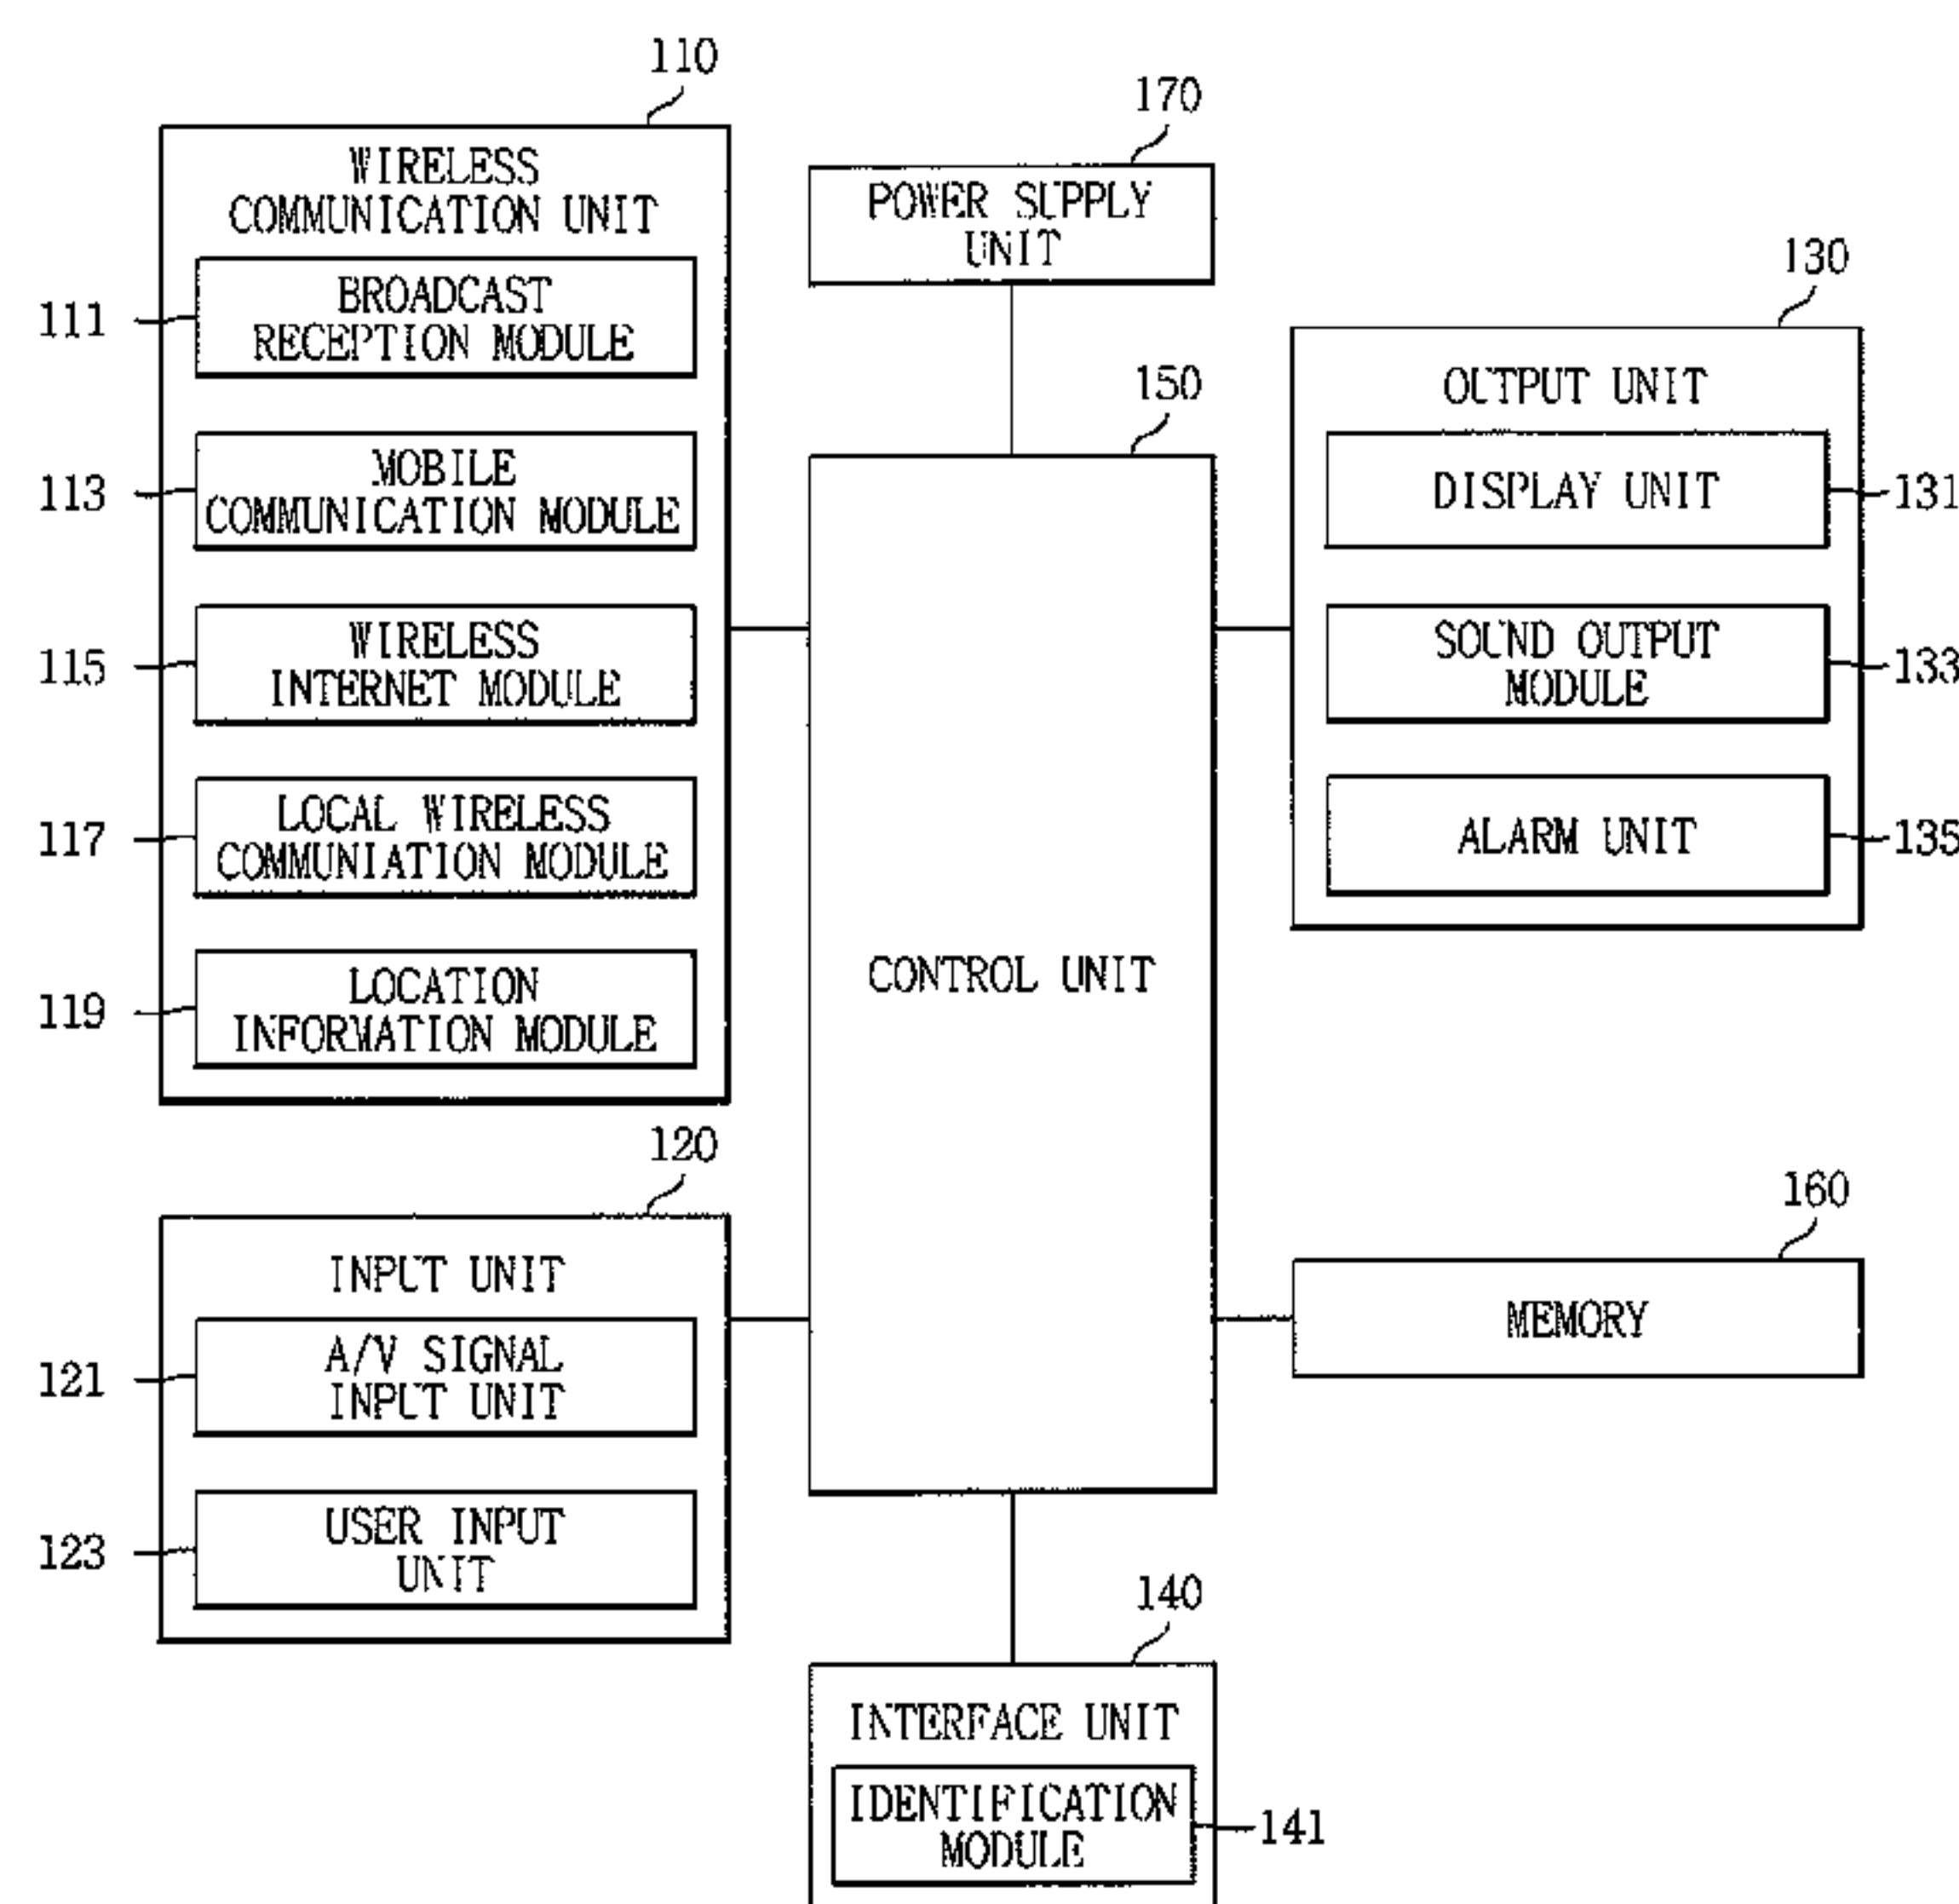 110
WIRELESS
COMMUNICATION UNIT
111
BROADCAST
RECEPTION MODULE
113
MOBILE
COMMUNICATION MODULE
115
WIRELESS
INTERNET MODULE
117
LOCAL WIRELESS
COMMUNIATION MODULE
119
LOCATION
INFORMATION MODULE
120
INPUT UNIT
121
A/V SIGNAL
INPUT UNIT
123
USER INPUT
UNIT
170
POWER SUPPLY
UNIT
150
CONTROL UNIT
140
INTERFACE UNIT
IDENTIFICATION
MODULE
141
130
OUTPUT UNIT
DISPLAY UNIT
131
SOUND OUTPUT
MODULE
133
ALARM UNIT
135
160
MEMORY